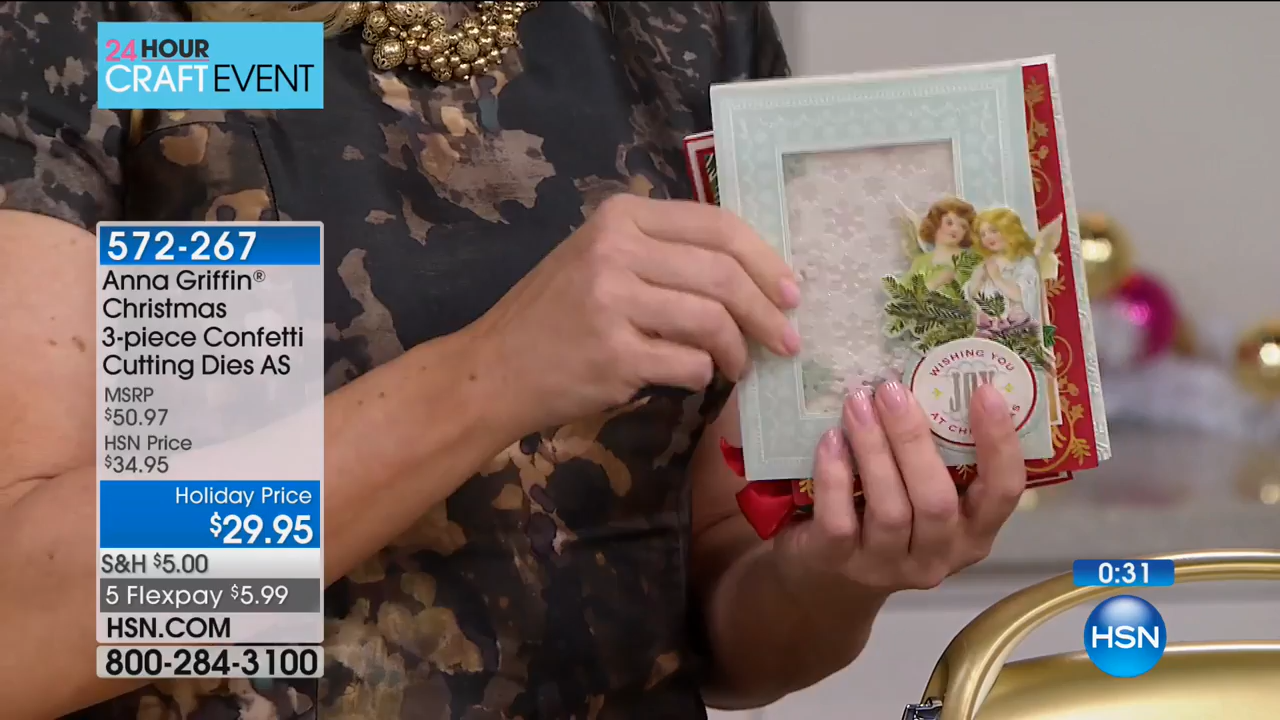 24 HOUR
CRAFT EVENT
572-267
Anna Griffin®
Christmas
3-piece Confetti
Cutting Dies AS
MSRP
$50.97
HSN Price
$34.95
Holiday Price
$29.95
S&H $5.00
5 Flexpay $5.99
HSN.COM
800-284-3100
WISHING YOU
JOY
AT
0:31
HSN